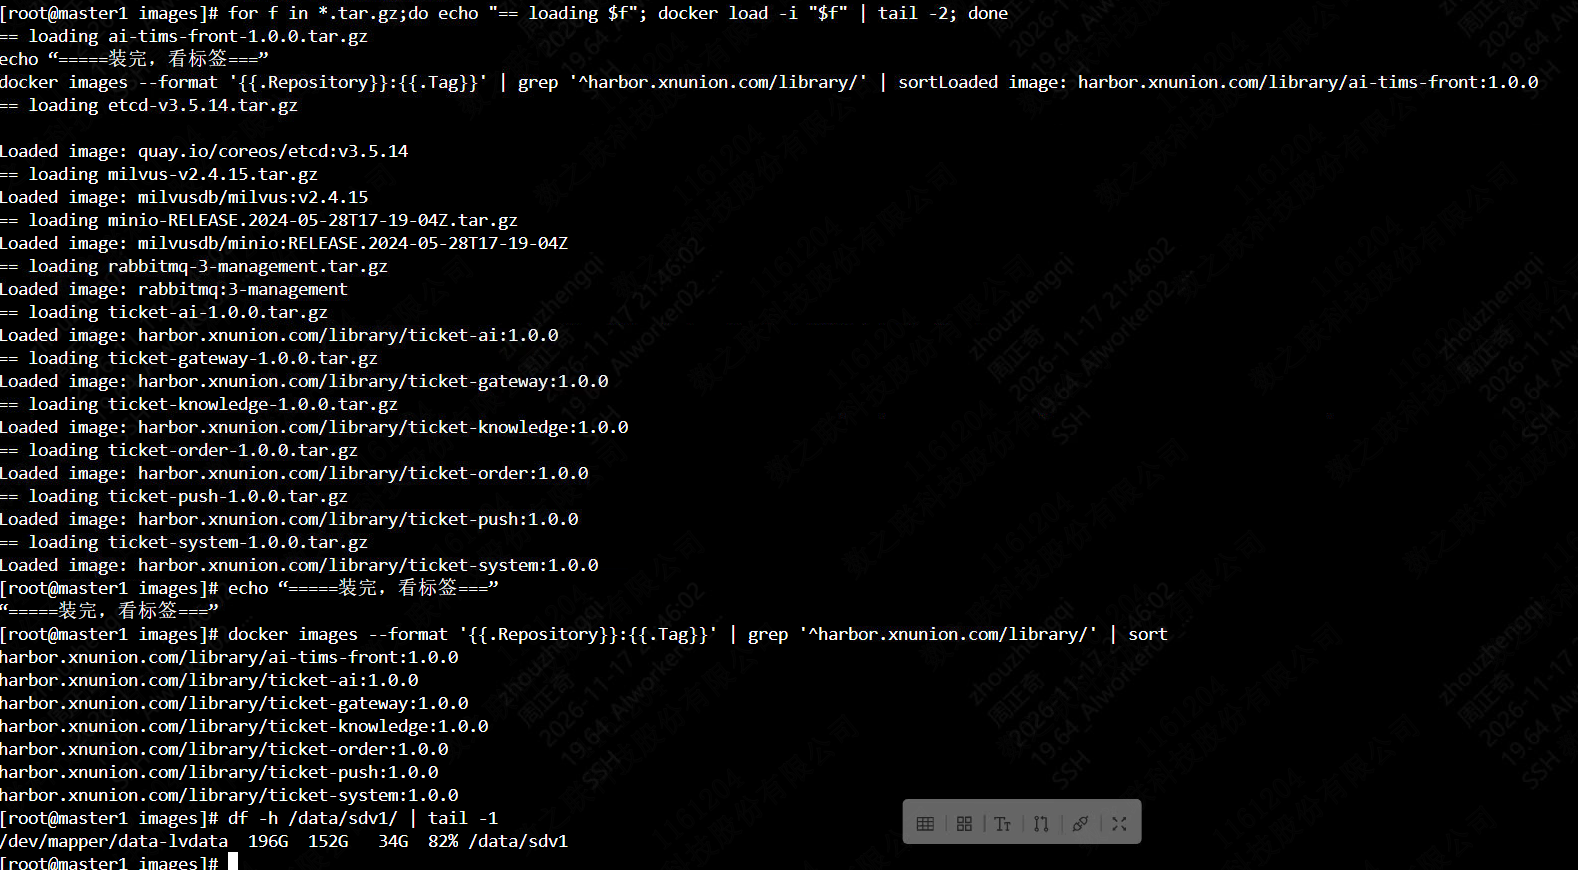 [root@master1 images]# for f in *.tar.gz;do echo "== loading $f"; docker load -i "$f" | tail -2; done
== loading ai-tims-front-1.0.0.tar.gz
echo “=====装完，看标签===”
docker images --format '{{.Repository}}:{{.Tag}}' | grep '^harbor.xnunion.com/library/' | sortLoaded image: harbor.xnunion.com/library/ai-tims-front:1.0.0
== loading etcd-v3.5.14.tar.gz
Loaded image: quay.io/coreos/etcd:v3.5.14
== loading milvus-v2.4.15.tar.gz
Loaded image: milvusdb/milvus:v2.4.15
== loading minio-RELEASE.2024-05-28T17-19-04Z.tar.gz
Loaded image: milvusdb/minio:RELEASE.2024-05-28T17-19-04Z
== loading rabbitmq-3-management.tar.gz
Loaded image: rabbitmq:3-management
== loading ticket-ai-1.0.0.tar.gz
Loaded image: harbor.xnunion.com/library/ticket-ai:1.0.0
== loading ticket-gateway-1.0.0.tar.gz
Loaded image: harbor.xnunion.com/library/ticket-gateway:1.0.0
== loading ticket-knowledge-1.0.0.tar.gz
Loaded image: harbor.xnunion.com/library/ticket-knowledge:1.0.0
== loading ticket-order-1.0.0.tar.gz
Loaded image: harbor.xnunion.com/library/ticket-order:1.0.0
== loading ticket-push-1.0.0.tar.gz
Loaded image: harbor.xnunion.com/library/ticket-push:1.0.0
== loading ticket-system-1.0.0.tar.gz
Loaded image: harbor.xnunion.com/library/ticket-system:1.0.0
[root@master1 images]# echo “=====装完，看标签===”
“=====装完，看标签===”
[root@master1 images]# docker images --format '{{.Repository}}:{{.Tag}}' | grep '^harbor.xnunion.com/library/' | sort
harbor.xnunion.com/library/ai-tims-front:1.0.0
harbor.xnunion.com/library/ticket-ai:1.0.0
harbor.xnunion.com/library/ticket-gateway:1.0.0
harbor.xnunion.com/library/ticket-knowledge:1.0.0
harbor.xnunion.com/library/ticket-order:1.0.0
harbor.xnunion.com/library/ticket-push:1.0.0
harbor.xnunion.com/library/ticket-system:1.0.0
[root@master1 images]# df -h /data/sdv1/ | tail -1
/dev/mapper/data-lvdata  196G  152G   34G  82% /data/sdv1
[root@master1 images]#
zhouzhengqi
周正奇
2026-11-17 21:46:02
19.64_AIworker02_...
SSH